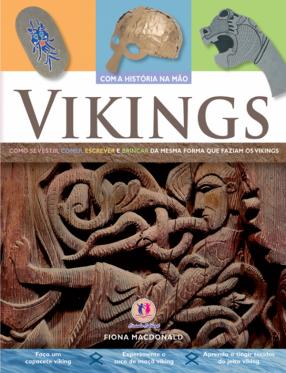 COM A HISTÓRIA NA MÃO
VIKINGS
COMO SE VESTIR, COMER, ESCREVER E BRINCAR DA MESMA FORMA QUE FAZIAM OS VIKINGS
FIONA MACDONALD
Faça um
capacete viking
Experimente o
suco de maçã viking
Aprenda a tingir tecidos
do jeito viking